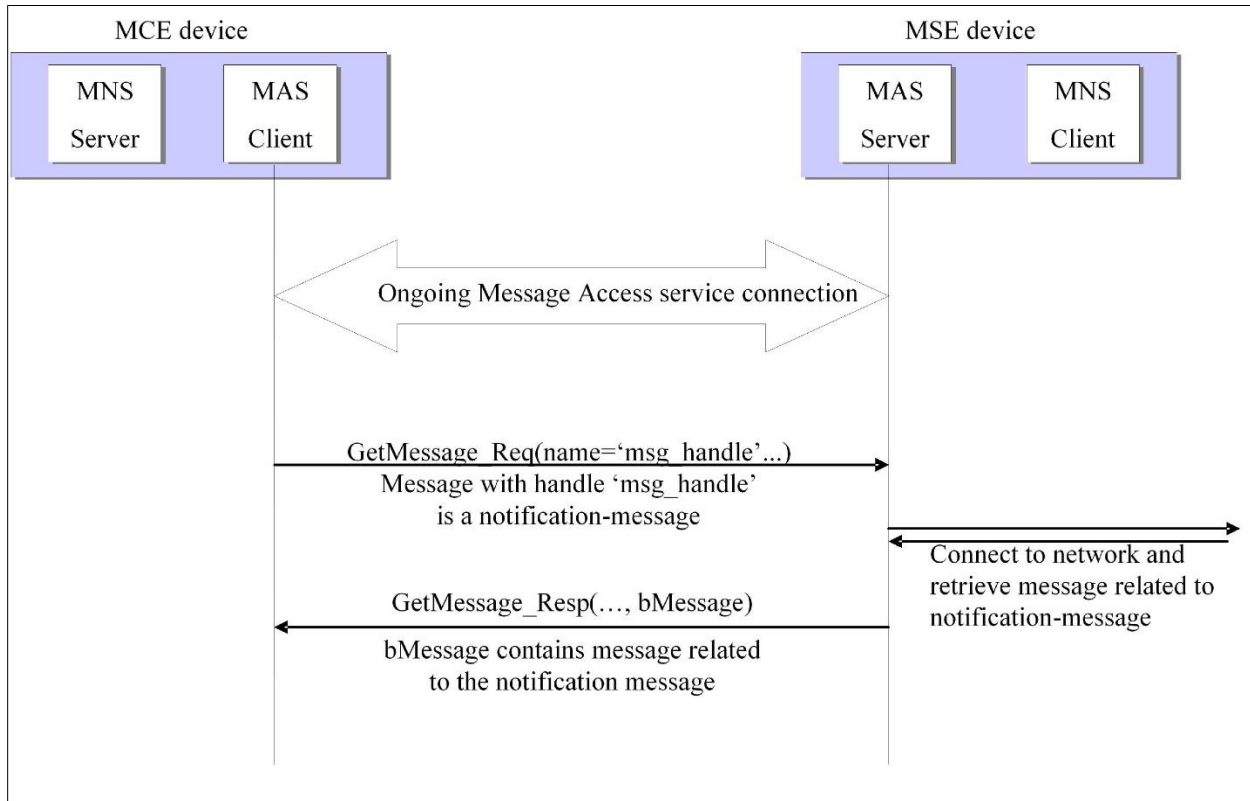 MCE device
MSE device
MNS
Server
MAS
Client
MAS
Server
MNS
Client
Ongoing Message Access service connection
GetMessage_Req(name=‘msg_handle’...)
Message with handle ‘msg_handle’
is a notification-message
Connect to network and
retrieve message related to
notification-message
GetMessage_Resp(…, bMessage)
bMessage contains message related
to the notification message